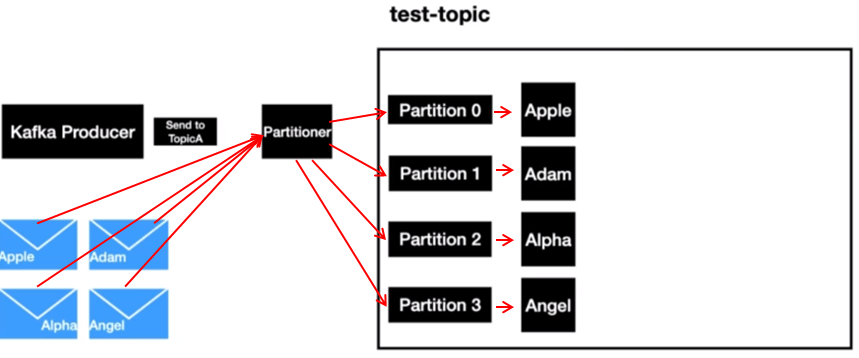 test-topic
Kafka Producer
Send to
TopicA
Partitioner
Partition 0
Apple
Partition 1
Adam
Partition 2
Alpha
Partition 3
Angel
Apple
Adam
Alpha
Angel